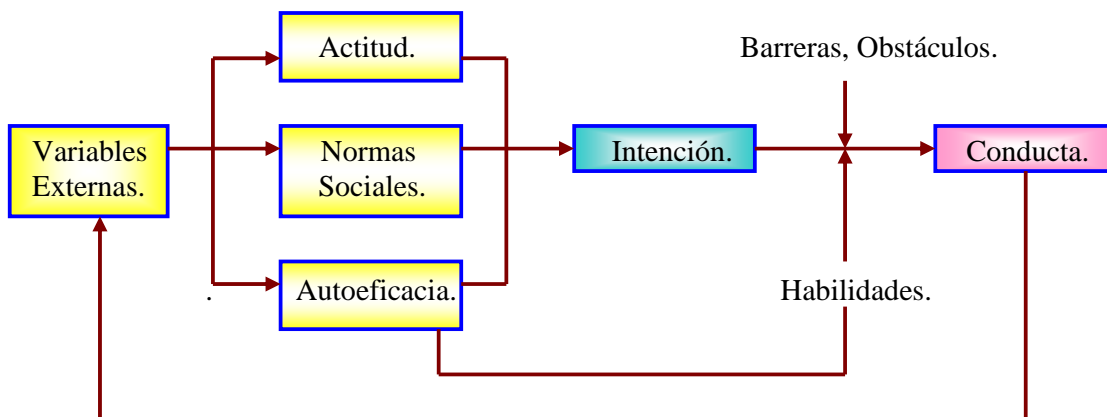 Actitud.
Barreras, Obstáculos.
Variables
Externas.
Normas
Sociales.
Intención.
Conducta.
.
Autoeficacia.
Habilidades.